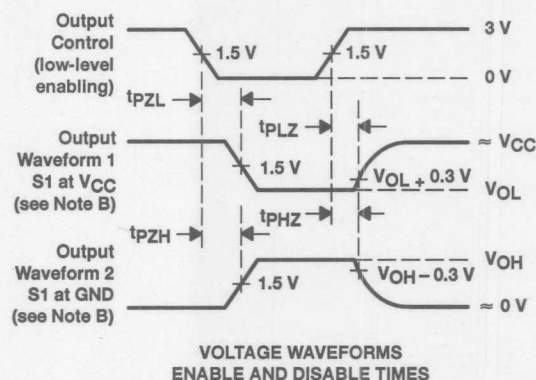 Output
Control
(low-level
enabling)
1.5 V
1.5 V
3 V
0 V
tPZL
tPLZ
Output
Waveform 1
S1 at VCC
(see Note B)
1.5 V
VOL + 0.3 V
≈ VCC
VOL
tPZH
tPHZ
Output
Waveform 2
S1 at GND
(see Note B)
1.5 V
VOH – 0.3 V
VOH
≈ 0 V
VOLTAGE WAVEFORMS
ENABLE AND DISABLE TIMES